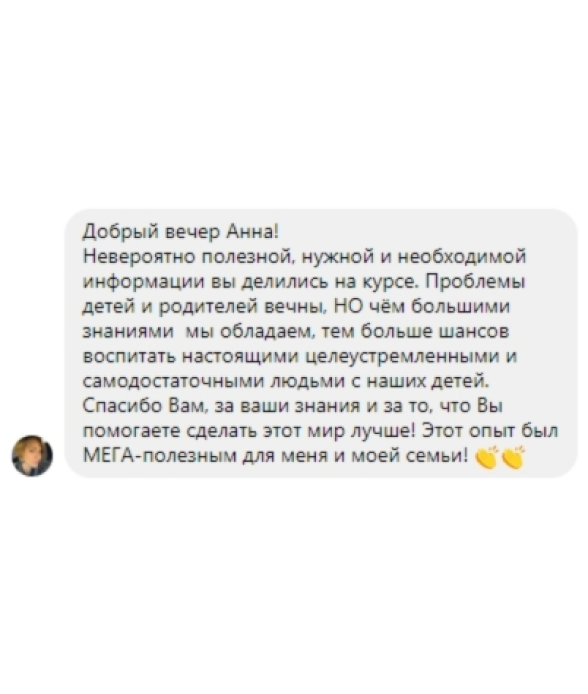 Добрый вечер Анна!
Невероятно полезной, нужной и необходимой
информации вы делились на курсе. Проблемы
детей и родителей вечны, НО чём большими
знаниями мы обладаем, тем больше шансов
воспитать настоящими целеустремленными и
самодостаточными людьми с наших детей.
Спасибо Вам, за ваши знания и за то, что Вы
помогаете сделать этот мир лучше! Этот опыт был
МЕГА-полезным для меня и моей семьи! 👏👏